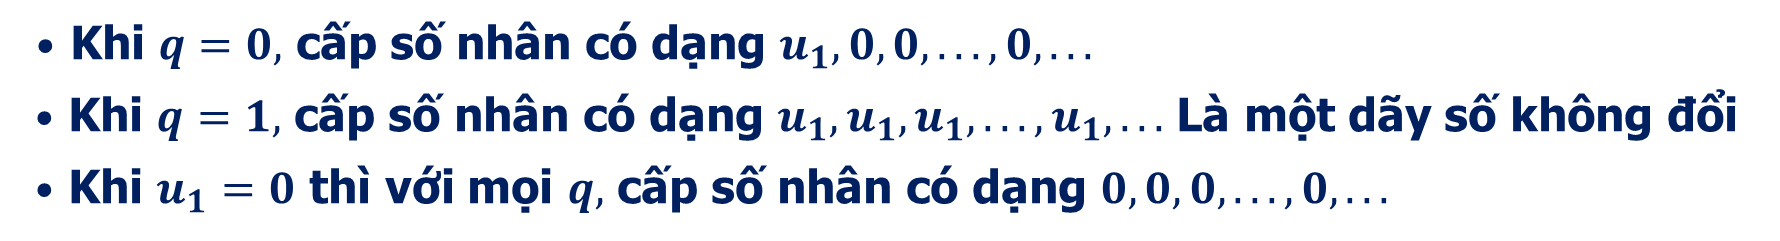 • Khi q = 0, cấp số nhân có dạng u₁, 0, 0, . . . , 0, . . .
• Khi q = 1, cấp số nhân có dạng u₁, u₁, u₁, . . . , u₁, . . . Là một dãy số không đổi
• Khi u₁ = 0 thì với mọi q, cấp số nhân có dạng 0, 0, 0, . . . , 0, . . .